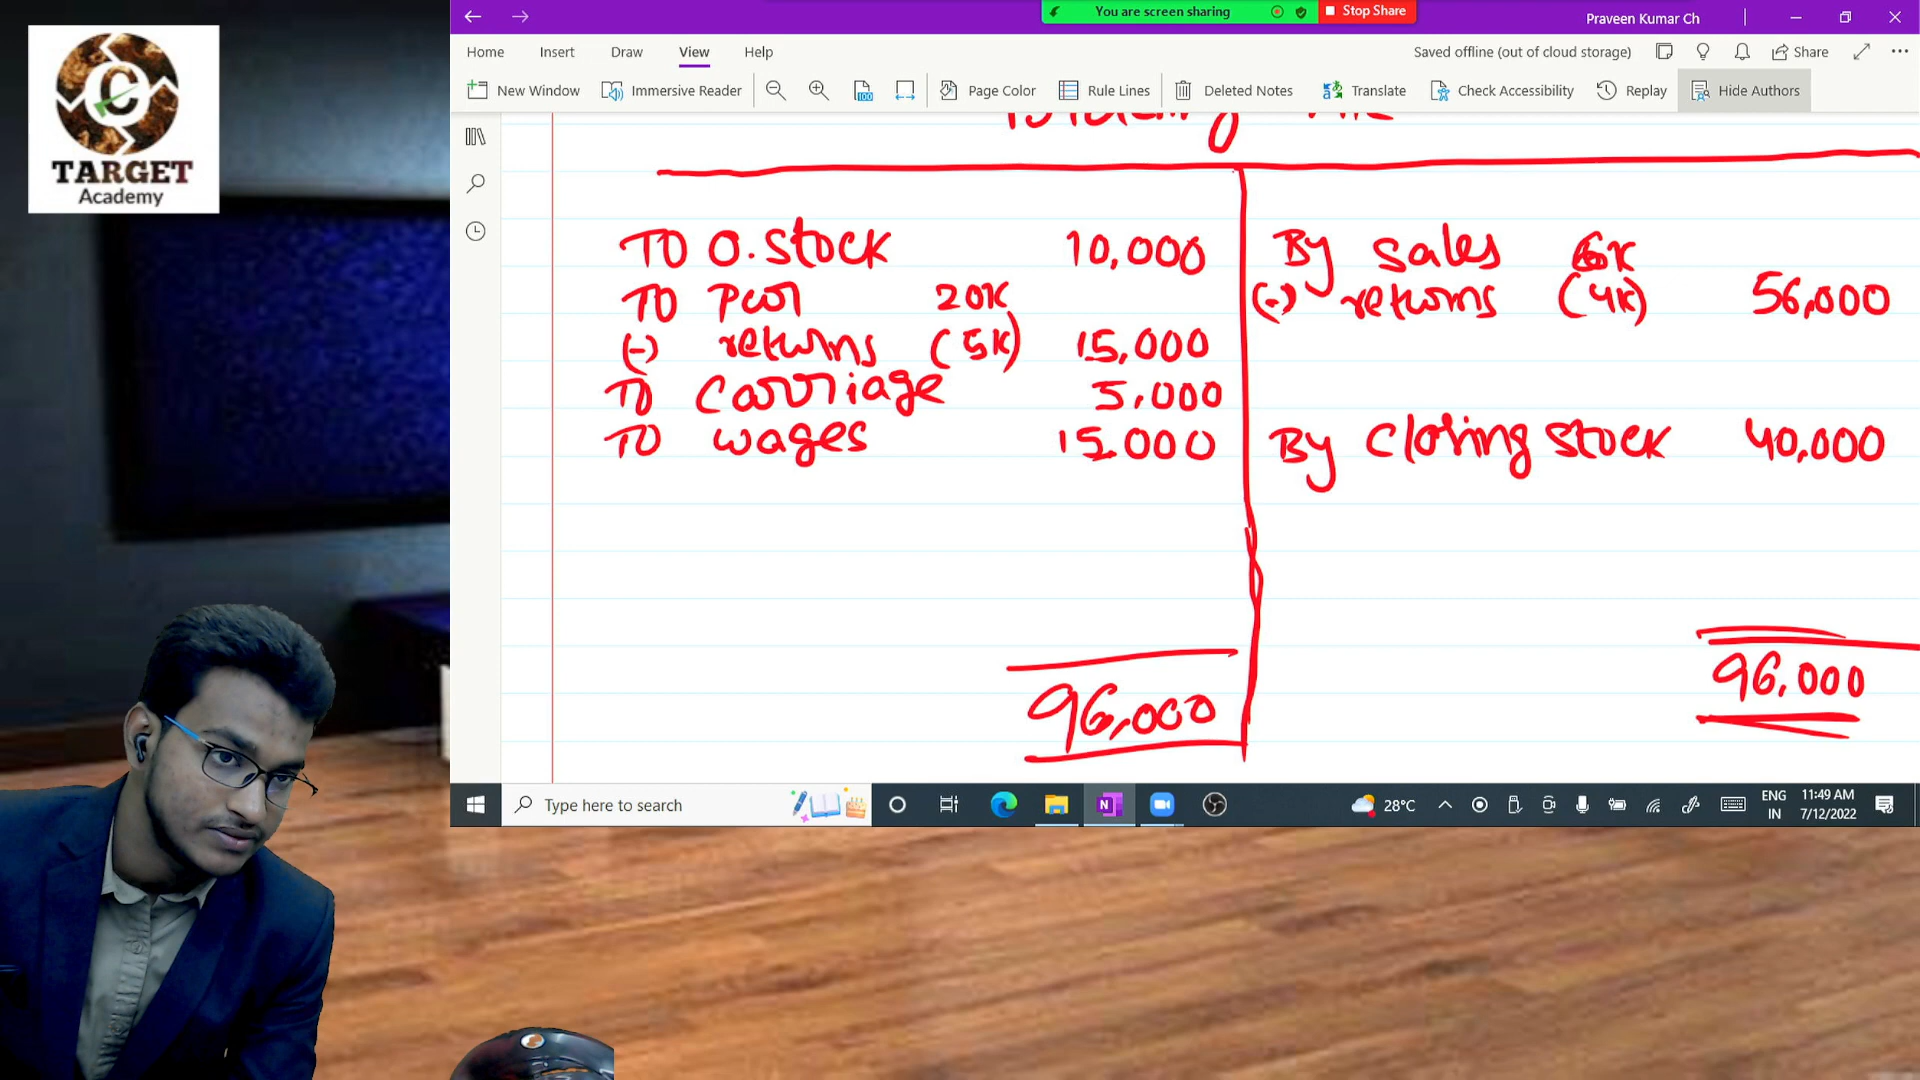 TARGET
Academy
You are screen sharing
Stop Share
Praveen Kumar Ch
Home Insert Draw View Help
Saved offline (out of cloud storage)
Share
New Window
Immersive Reader
100
Page Color
Rule Lines
Deleted Notes
Translate
Check Accessibility
Replay
Hide Authors
TO O.stock 10,000
TO Pur 20K
(-) returns (5K) 15,000
TO Carriage 5,000
TO wages 15.000
96,000
By sales
(-) returns (4K) 56,000
By closing stock 40,000
96,000
Type here to search
28°C
ENG
IN
11:49 AM
7/12/2022